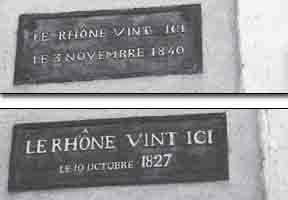 LE RHÔNE VINT ICI
LE 3 NOVEMBRE 1840
LE RHÔNE VINT ICI
LE 10 OCTOBRE 1827